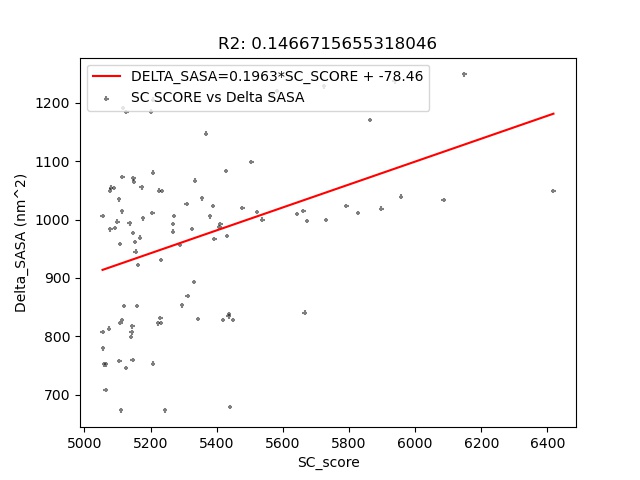 R2: 0.1466715655318046
DELTA_SASA=0.1963*SC_SCORE + -78.46
SC SCORE vs Delta SASA
1200
1100
1000
900
800
700
Delta_SASA (nm^2)
5000 5200 5400 5600 5800 6000 6200 6400
SC_score